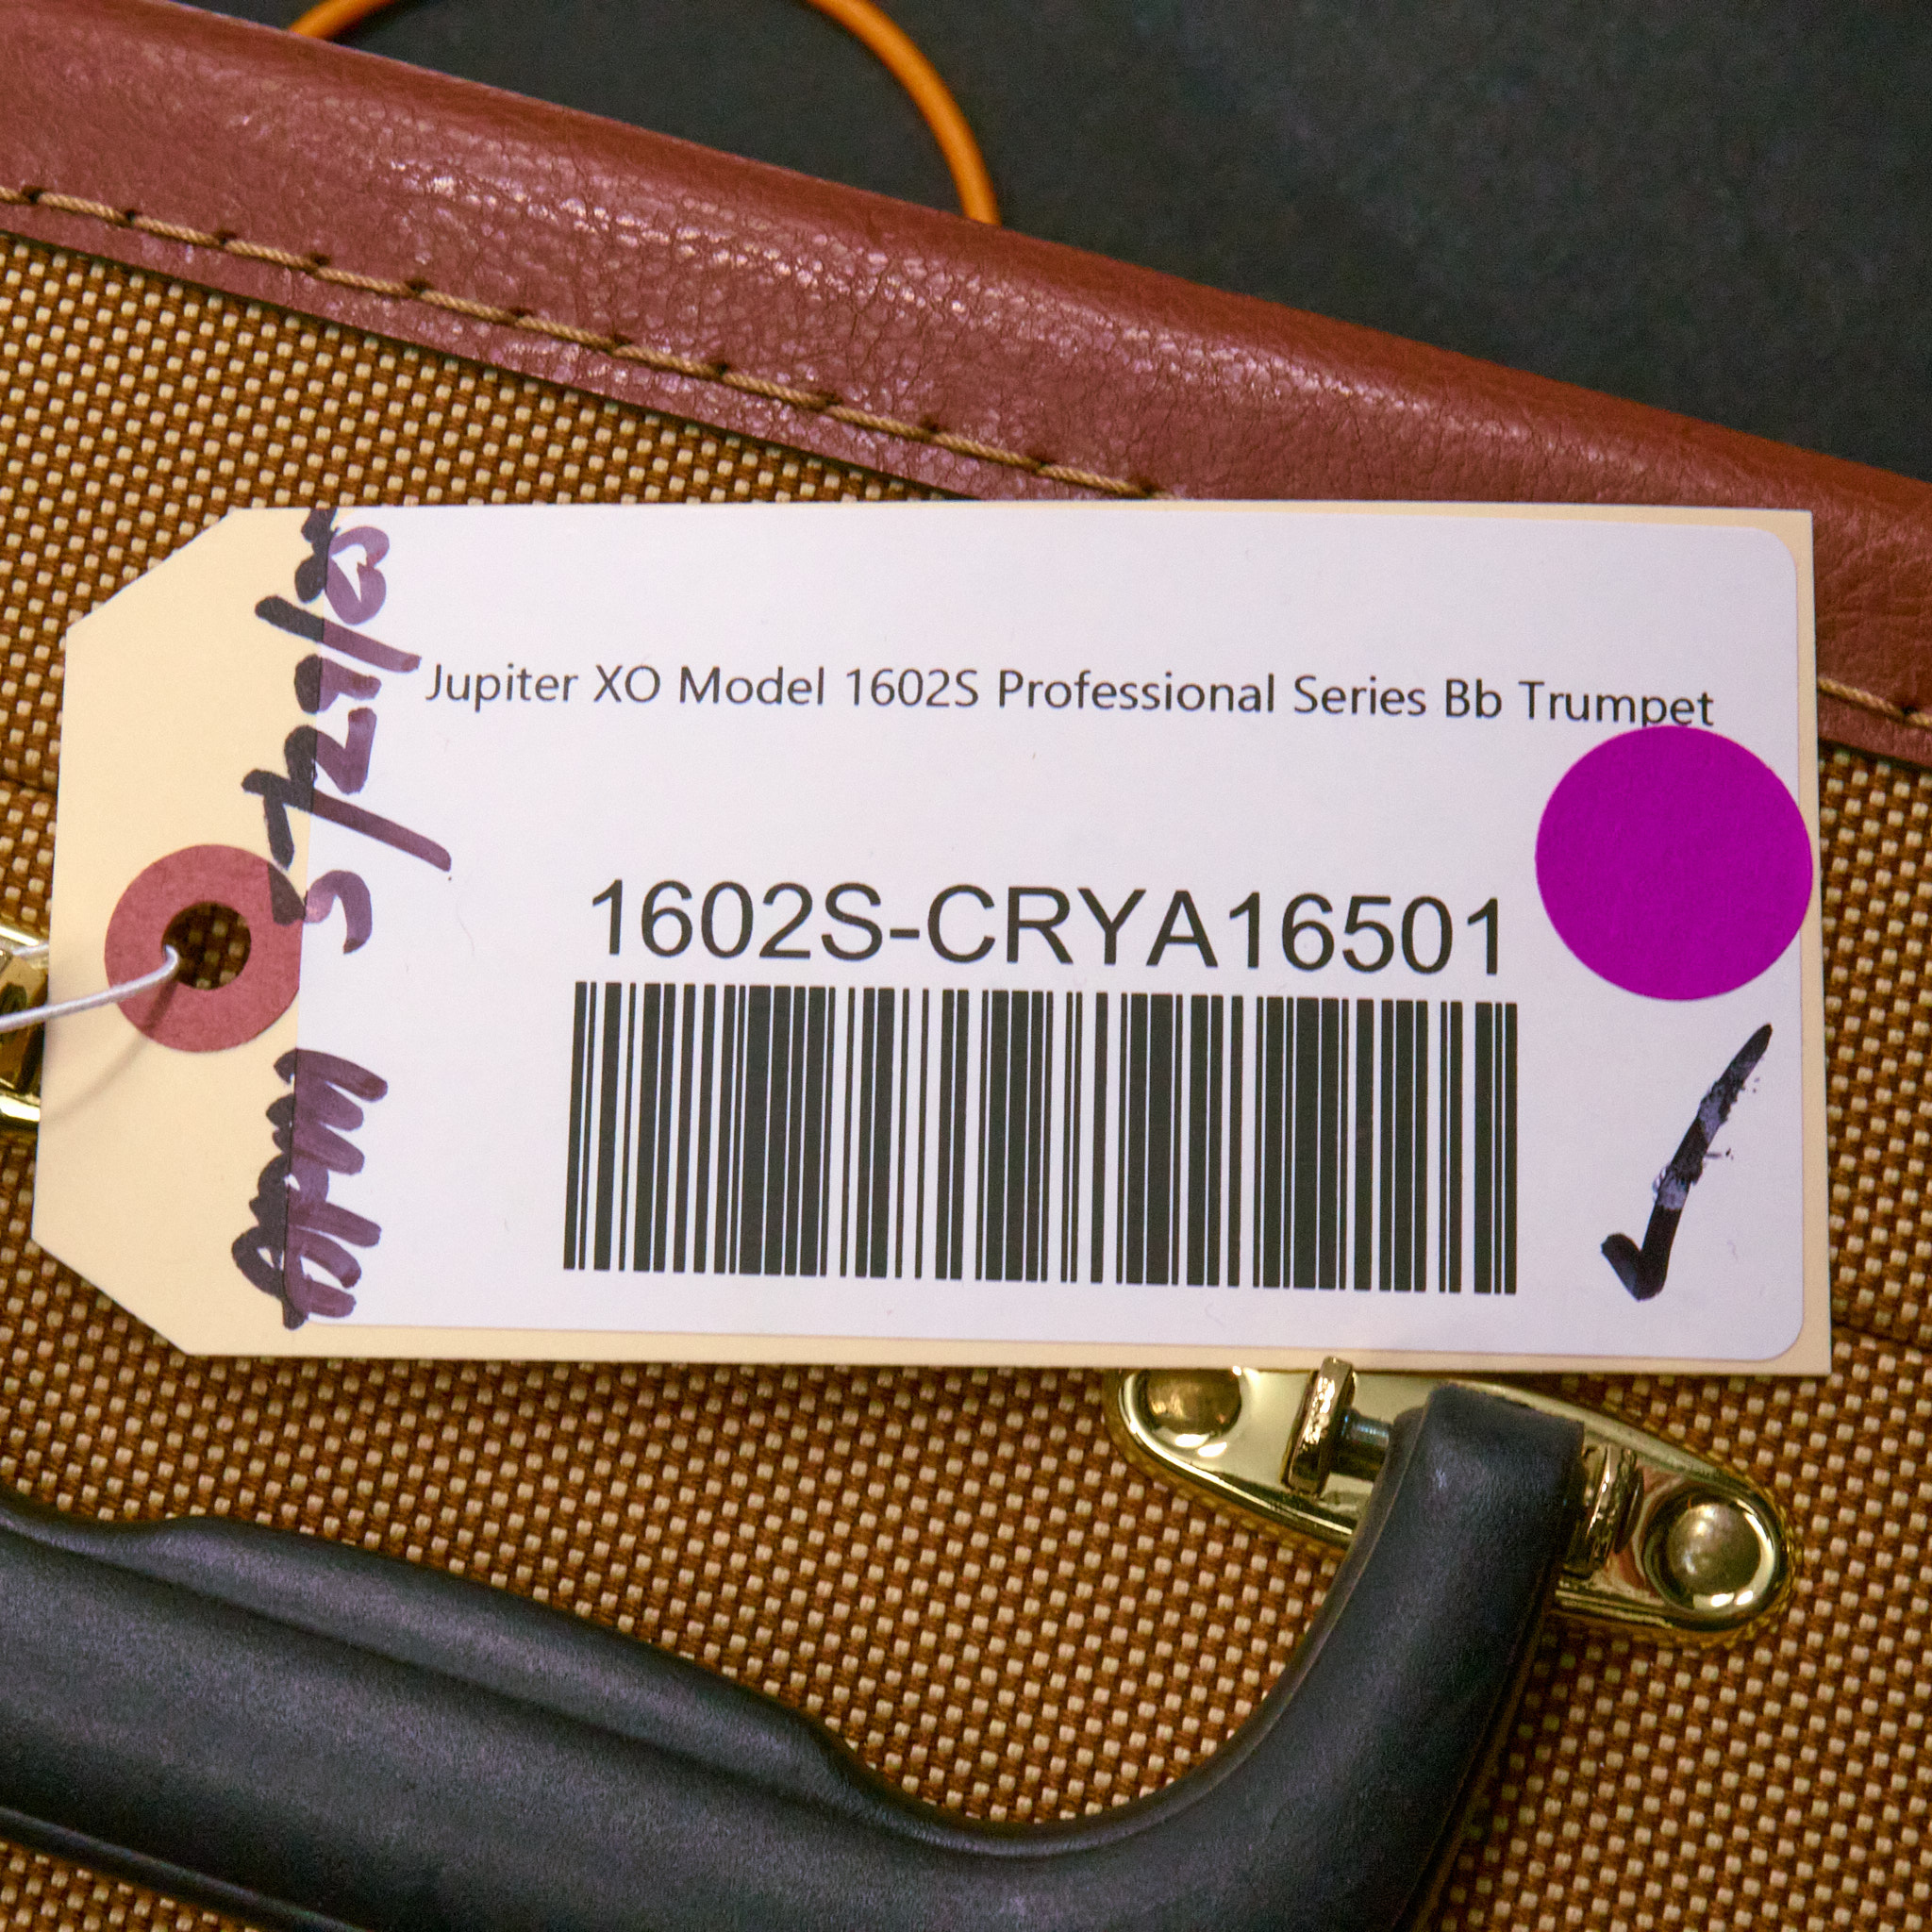 Jupiter XO Model 1602S Professional Series Bb Trumpet
1602S-CRYA16501